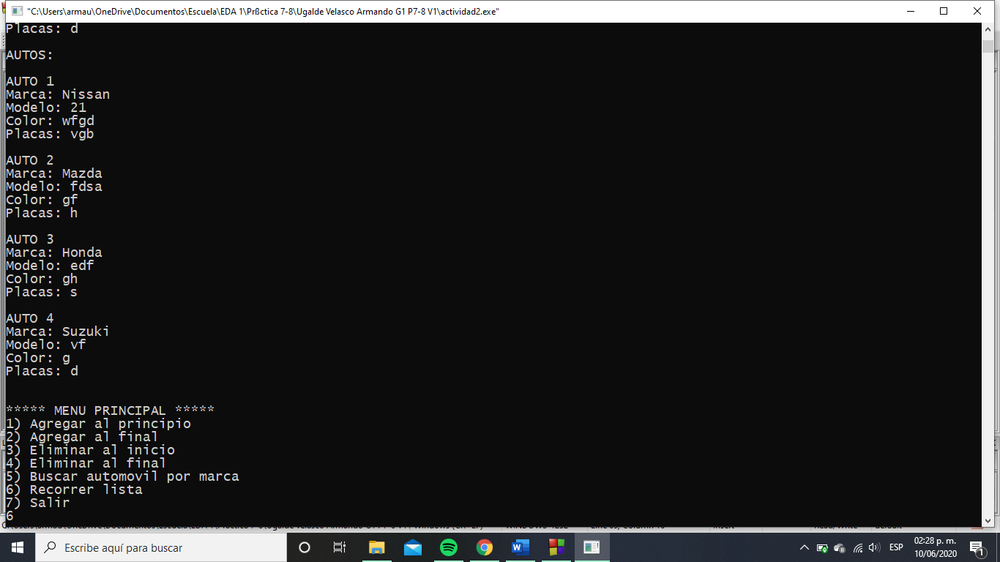 "C:\Users\armau\OneDrive\Documentos\Escuela\EDA 1\Prßctica 7-8\Ugalde Velasco Armando G1 P7-8 V1\actividad2.exe"
Placas: d
AUTOS:
AUTO 1
Marca: Nissan
Modelo: 21
Color: wfgd
Placas: vgb
AUTO 2
Marca: Mazda
Modelo: fdsa
Color: gf
Placas: h
AUTO 3
Marca: Honda
Modelo: edf
Color: gh
Placas: s
AUTO 4
Marca: Suzuki
Modelo: vf
Color: g
Placas: d
***** MENU PRINCIPAL *****
1) Agregar al principio
2) Agregar al final
3) Eliminar al inicio
4) Eliminar al final
5) Buscar automovil por marca
6) Recorrer lista
7) Salir
6
Escribe aquí para buscar
ESP
02:28 p. m.
10/06/2020
1